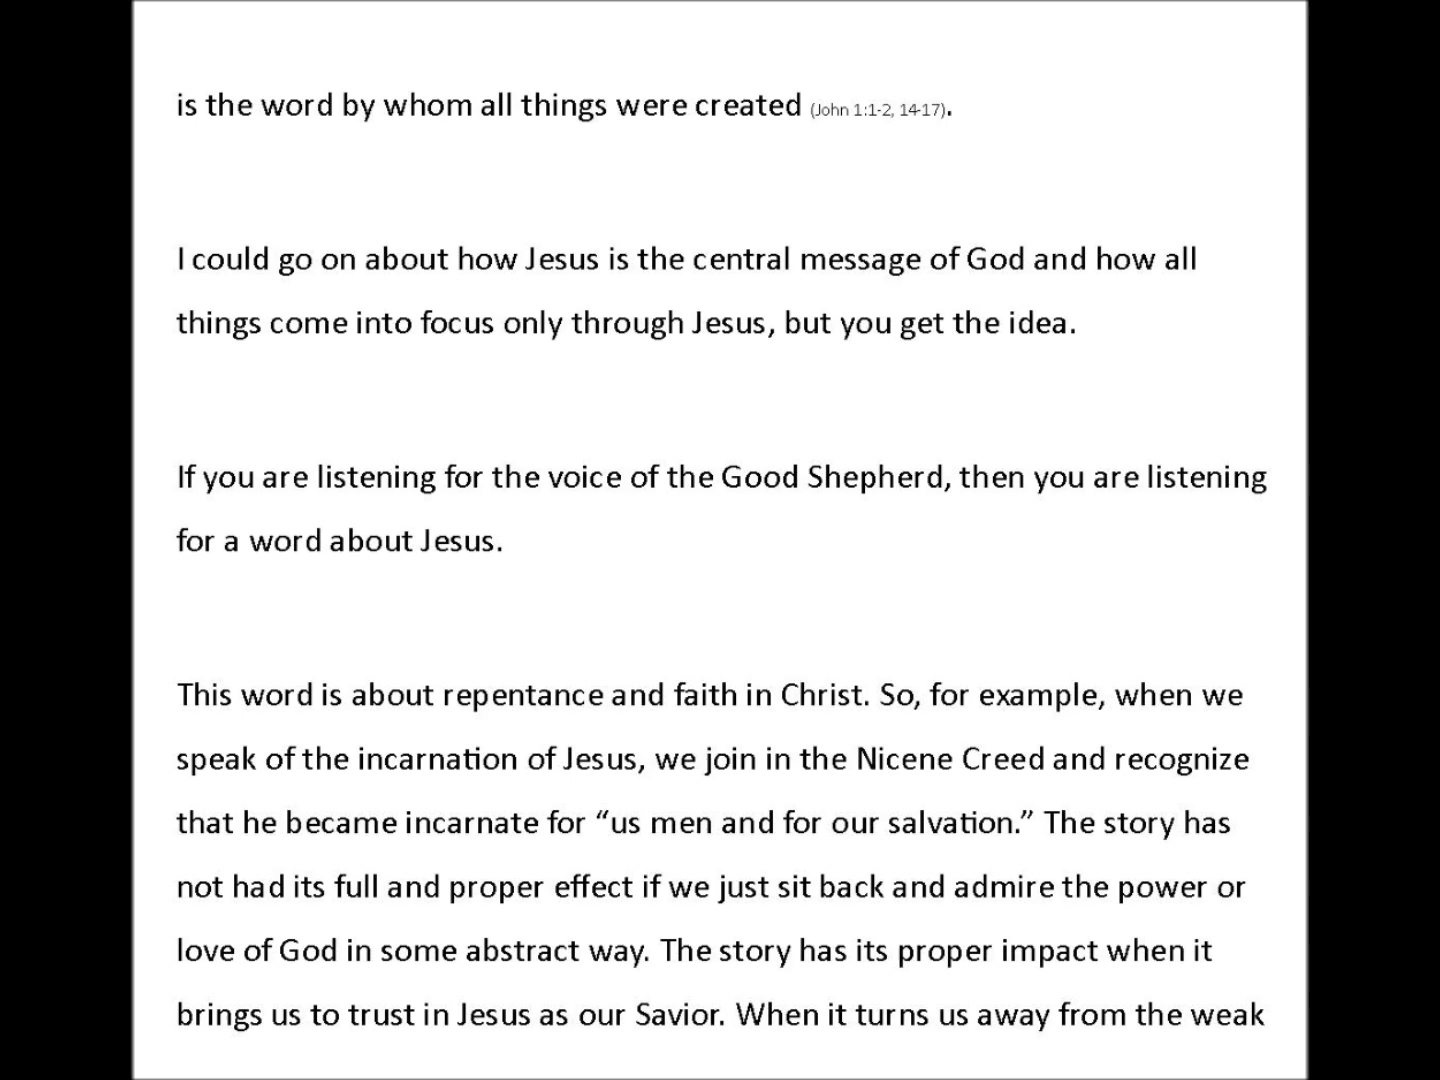 is the word by whom all things were created (John 1:1-2, 14-17).
I could go on about how Jesus is the central message of God and how all
things come into focus only through Jesus, but you get the idea.
If you are listening for the voice of the Good Shepherd, then you are listening
for a word about Jesus.
This word is about repentance and faith in Christ. So, for example, when we
speak of the incarnation of Jesus, we join in the Nicene Creed and recognize
that he became incarnate for “us men and for our salvation.” The story has
not had its full and proper effect if we just sit back and admire the power or
love of God in some abstract way. The story has its proper impact when it
brings us to trust in Jesus as our Savior. When it turns us away from the weak